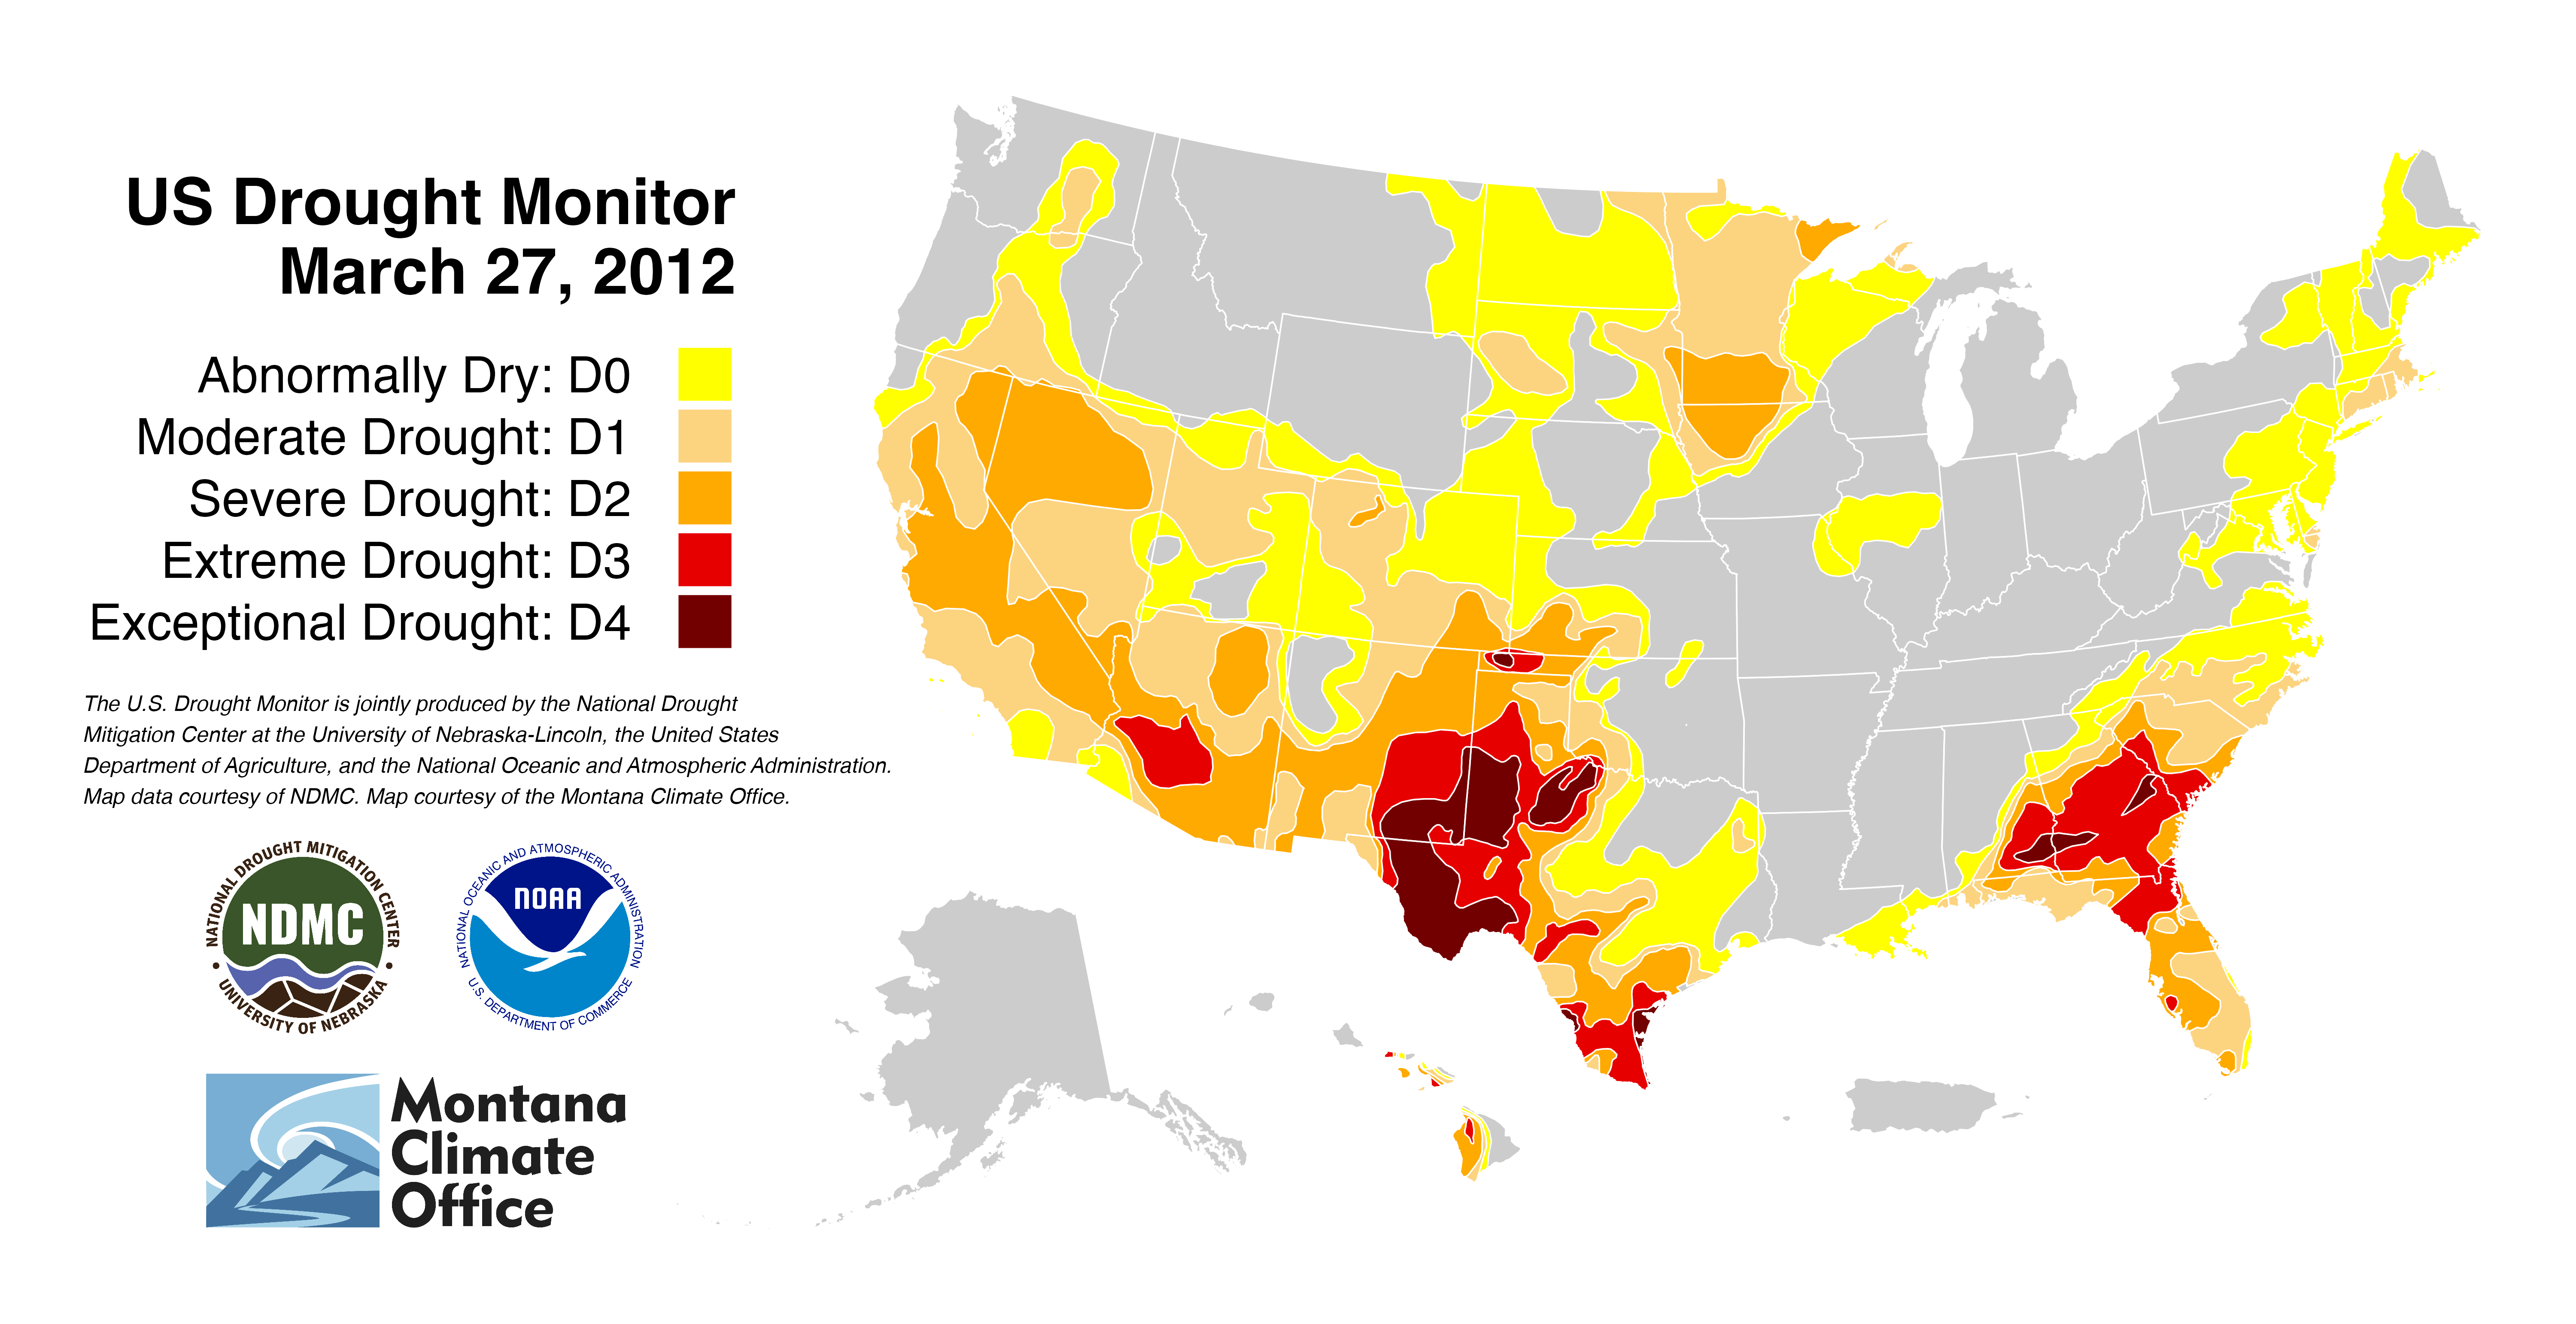 US Drought Monitor
March 27, 2012
Abnormally Dry: D0
Moderate Drought: D1
Severe Drought: D2
Extreme Drought: D3
Exceptional Drought: D4
The U.S. Drought Monitor is jointly produced by the National Drought
Mitigation Center at the University of Nebraska-Lincoln, the United States
Department of Agriculture, and the National Oceanic and Atmospheric Administration.
Map data courtesy of NDMC. Map courtesy of the Montana Climate Office.
NATIONAL DROUGHT MITIGATION CENTER
NDMC
UNIVERSITY OF NEBRASKA
NATIONAL OCEANIC AND ATMOSPHERIC ADMINISTRATION
NOAA
U.S. DEPARTMENT OF COMMERCE
Montana
Climate
Office